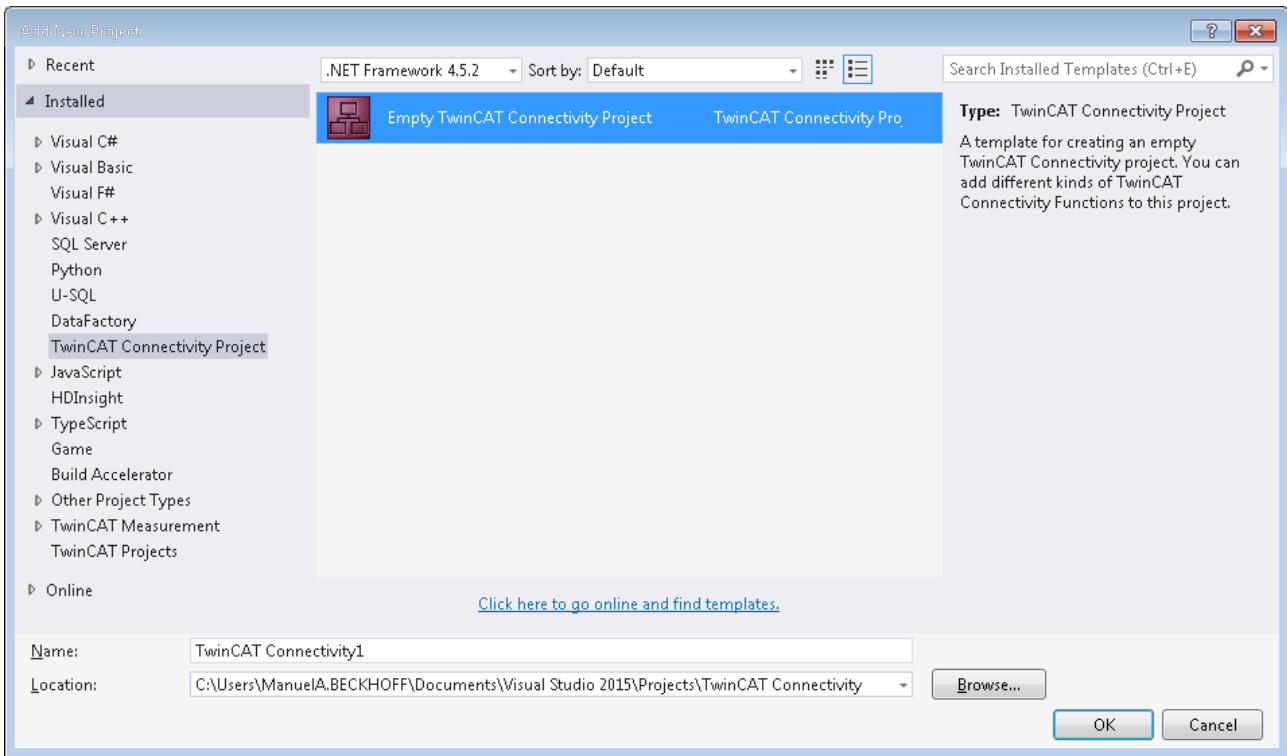 Add New Project
Recent
.NET Framework 4.5.2
Sort by: Default
Search Installed Templates (Ctrl+E)
Installed
Visual C#
Visual Basic
Visual F#
Visual C++
SQL Server
Python
U-SQL
DataFactory
TwinCAT Connectivity Project
JavaScript
HDInsight
TypeScript
Game
Build Accelerator
Other Project Types
TwinCAT Measurement
TwinCAT Projects
Online
Empty TwinCAT Connectivity Project
TwinCAT Connectivity Pro
Type: TwinCAT Connectivity Project
A template for creating an empty
TwinCAT Connectivity project. You can
add different kinds of TwinCAT
Connectivity Functions to this project.
Click here to go online and find templates.
Name: TwinCAT Connectivity1
Location: C:\Users\ManuelA.BECKHOFF\Documents\Visual Studio 2015\Projects\TwinCAT Connectivity
Browse...
OK
Cancel